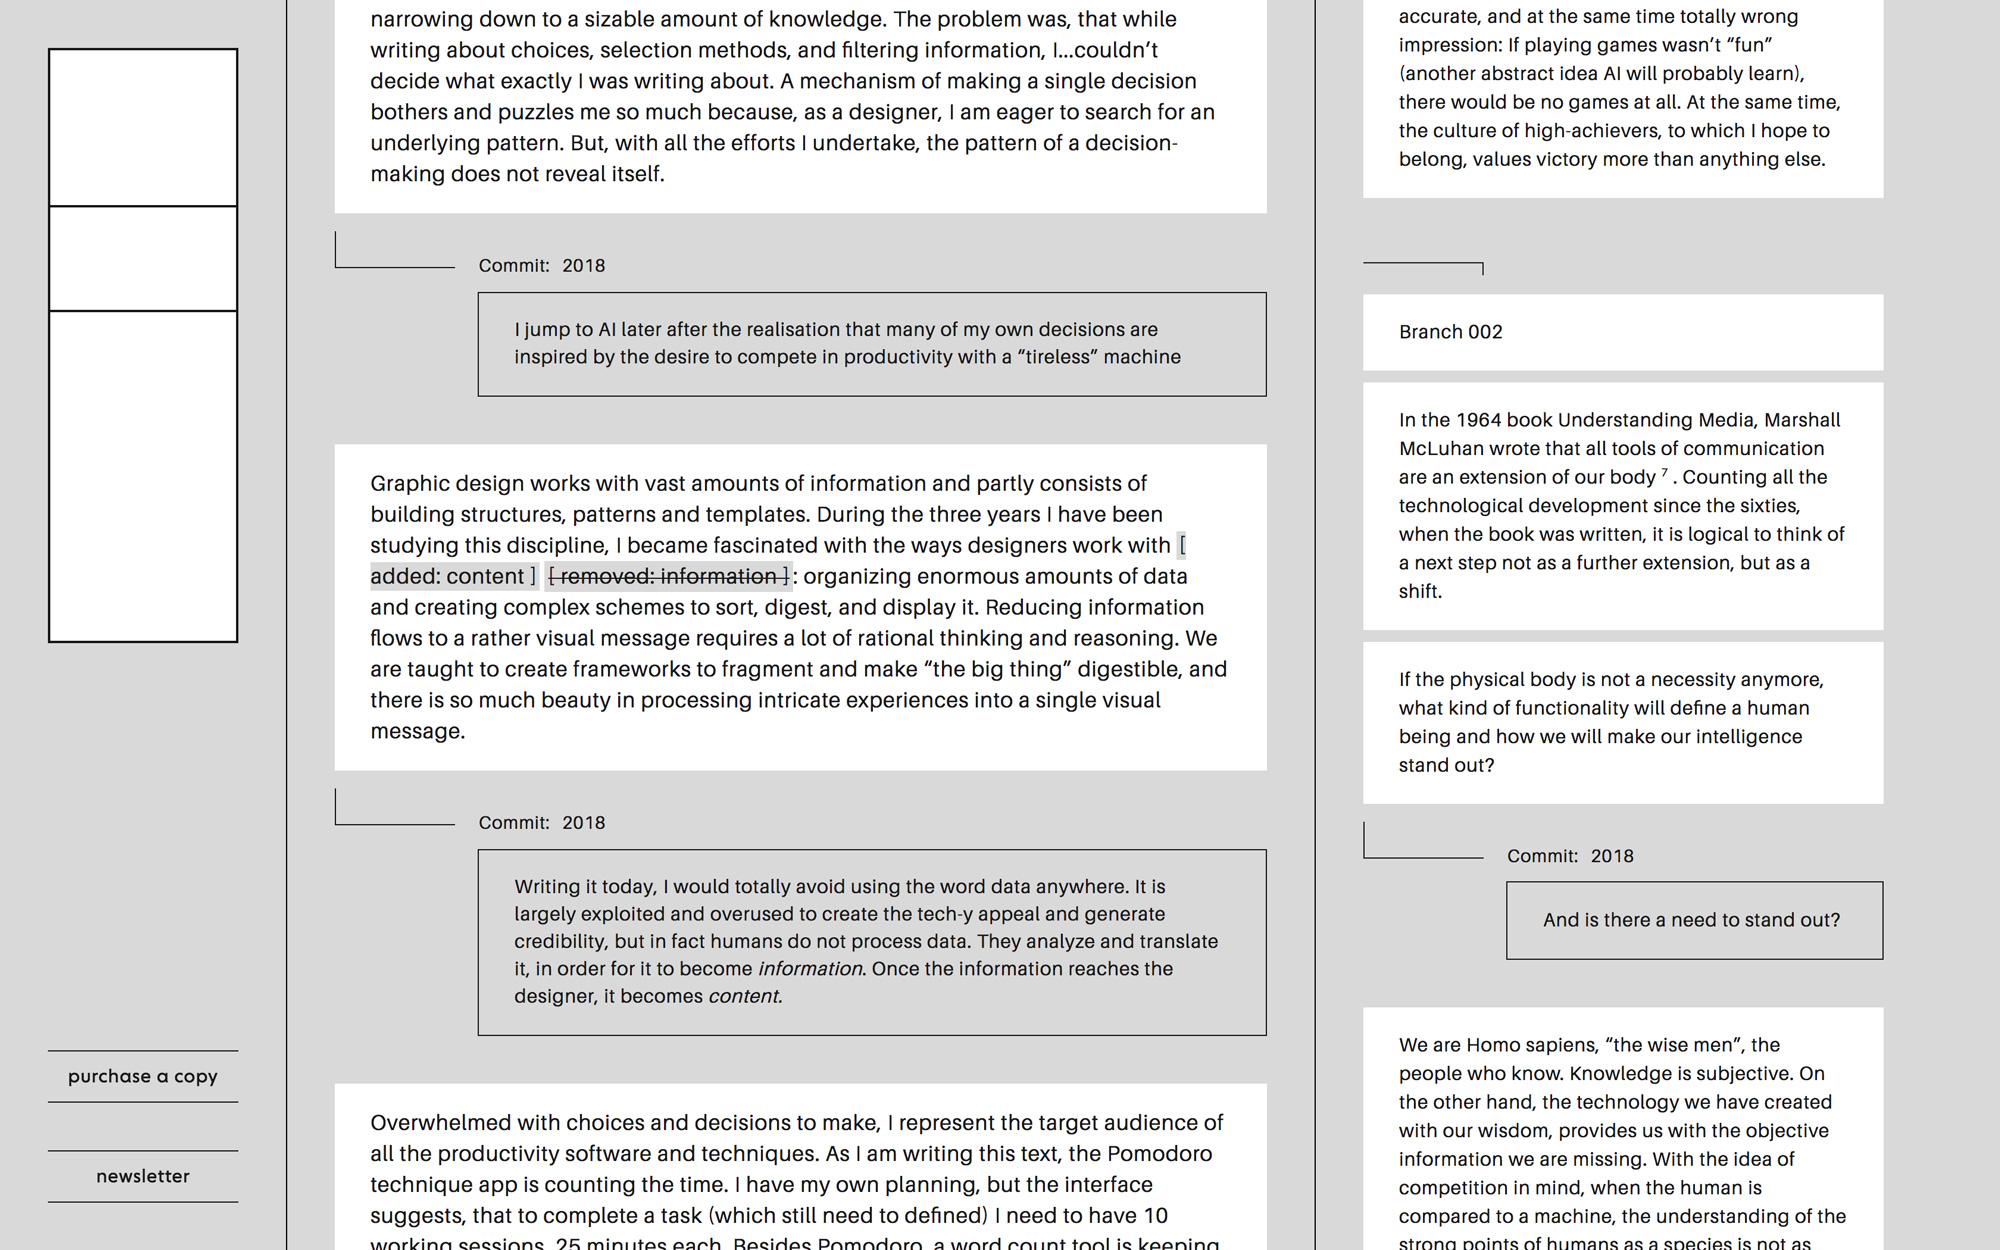 narrowing down to a sizable amount of knowledge. The problem was, that while
writing about choices, selection methods, and filtering information, I...couldn’t
decide what exactly I was writing about. A mechanism of making a single decision
bothers and puzzles me so much because, as a designer, I am eager to search for an
underlying pattern. But, with all the efforts I undertake, the pattern of a decision-
making does not reveal itself.
Commit: 2018
I jump to AI later after the realisation that many of my own decisions are
inspired by the desire to compete in productivity with a “tireless” machine
Graphic design works with vast amounts of information and partly consists of
building structures, patterns and templates. During the three years I have been
studying this discipline, I became fascinated with the ways designers work with [
added: content ] [ removed: information ]: organizing enormous amounts of data
and creating complex schemes to sort, digest, and display it. Reducing information
flows to a rather visual message requires a lot of rational thinking and reasoning. We
are taught to create frameworks to fragment and make “the big thing” digestible, and
there is so much beauty in processing intricate experiences into a single visual
message.
Commit: 2018
Writing it today, I would totally avoid using the word data anywhere. It is
largely exploited and overused to create the tech-y appeal and generate
credibility, but in fact humans do not process data. They analyze and translate
it, in order for it to become information. Once the information reaches the
designer, it becomes content.
Overwhelmed with choices and decisions to make, I represent the target audience of
all the productivity software and techniques. As I am writing this text, the Pomodoro
technique app is counting the time. I have my own planning, but the interface
suggests, that to complete a task (which still need to defined) I need to have 10
working sessions, 25 minutes each. Besides Pomodoro, a word count tool is keeping
accurate, and at the same time totally wrong
impression: If playing games wasn’t “fun”
(another abstract idea AI will probably learn),
there would be no games at all. At the same time,
the culture of high-achievers, to which I hope to
belong, values victory more than anything else.
Branch 002
In the 1964 book Understanding Media, Marshall
McLuhan wrote that all tools of communication
are an extension of our body 7 . Counting all the
technological development since the sixties,
when the book was written, it is logical to think of
a next step not as a further extension, but as a
shift.
If the physical body is not a necessity anymore,
what kind of functionality will define a human
being and how we will make our intelligence
stand out?
Commit: 2018
And is there a need to stand out?
We are Homo sapiens, “the wise men”, the
people who know. Knowledge is subjective. On
the other hand, the technology we have created
with our wisdom, provides us with the objective
information we are missing. With the idea of
competition in mind, when the human is
compared to a machine, the understanding of the
strong points of humans as a species is not as
purchase a copy
newsletter